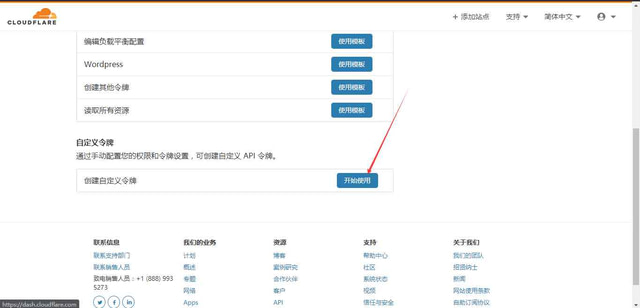 CLOUDFLARE
+ 添加站点 支持 简体中文
编辑负载平衡配置 使用模板
Wordpress 使用模板
创建其他令牌 使用模板
读取所有资源 使用模板
自定义令牌
通过手动配置您的权限和令牌设置，可创建自定义 API 令牌。
创建自定义令牌 开始使用
联系信息 我们的业务 资源 支持 关于我们
联系支持部门 计划 博客 帮助中心 我们的团队
联系销售人员 概述 案例研究 社区 招贤纳士
致电销售人员：+1 (888) 993 专题 合作伙伴 系统状态 新闻
5273 网络 客户 视频 网站使用条款
Apps API 信任与安全 自助订阅协议
https://dash.cloudflare.com